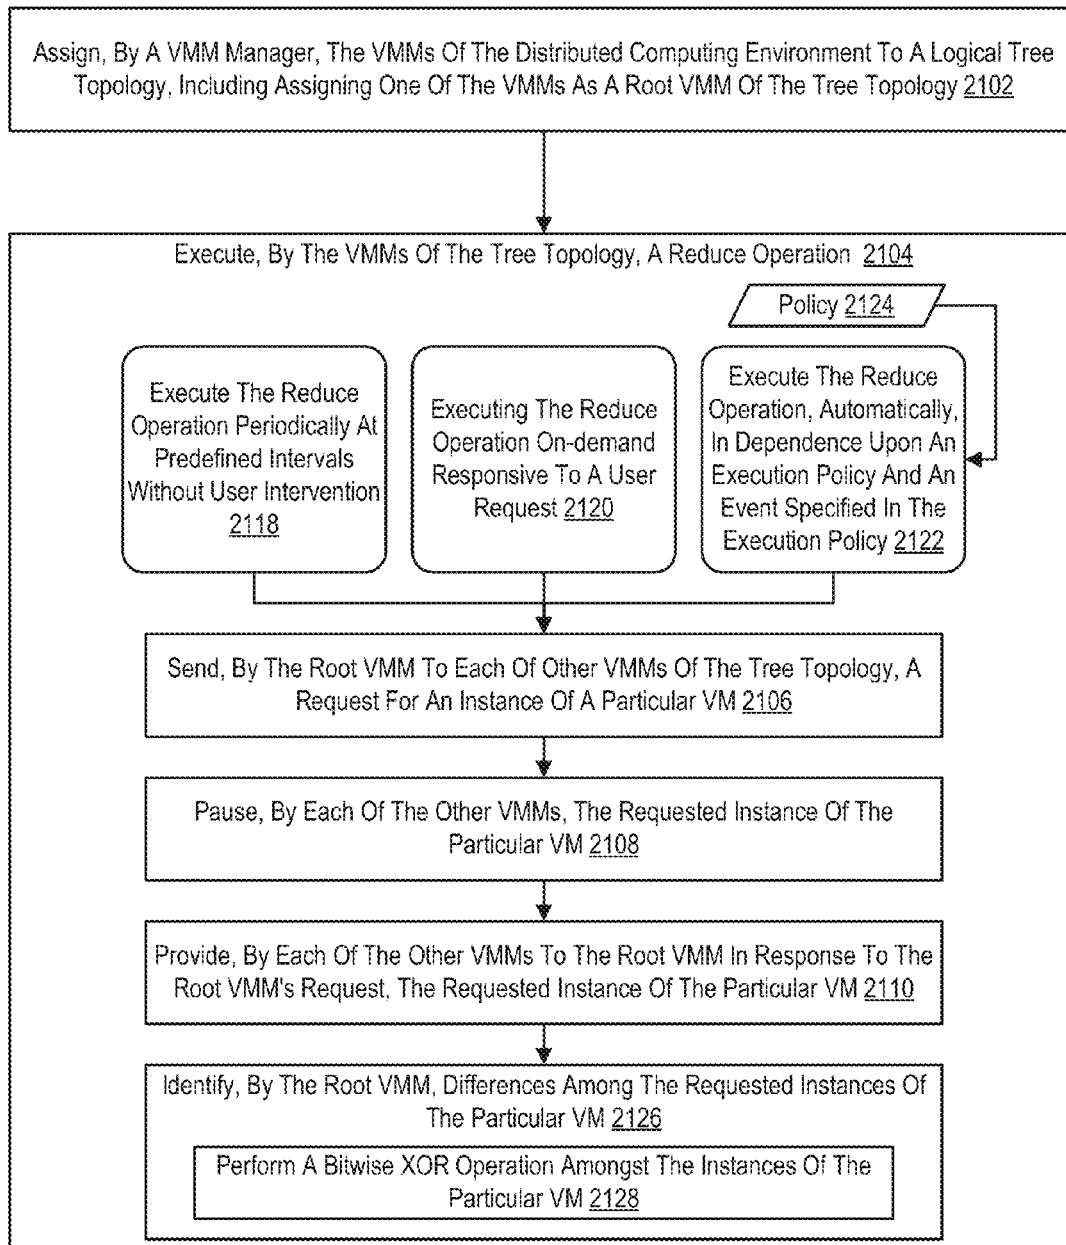 Assign, By A VMM Manager, The VMMs Of The Distributed Computing Environment To A Logical Tree
Topology, Including Assigning One Of The VMMs As A Root VMM Of The Tree Topology 2102
Execute, By The VMMs Of The Tree Topology, A Reduce Operation 2104
Policy 2124
Execute The Reduce
Operation Periodically At
Predefined Intervals
Without User Intervention
2118
Executing The Reduce
Operation On-demand
Responsive To A User
Request 2120
Execute The Reduce
Operation, Automatically,
In Dependence Upon An
Execution Policy And An
Event Specified In The
Execution Policy 2122
Send, By The Root VMM To Each Of Other VMMs Of The Tree Topology, A
Request For An Instance Of A Particular VM 2106
Pause, By Each Of The Other VMMs, The Requested Instance Of The
Particular VM 2108
Provide, By Each Of The Other VMMs To The Root VMM In Response To The
Root VMM's Request, The Requested Instance Of The Particular VM 2110
Identify, By The Root VMM, Differences Among The Requested Instances Of
The Particular VM 2126
Perform A Bitwise XOR Operation Amongst The Instances Of The
Particular VM 2128